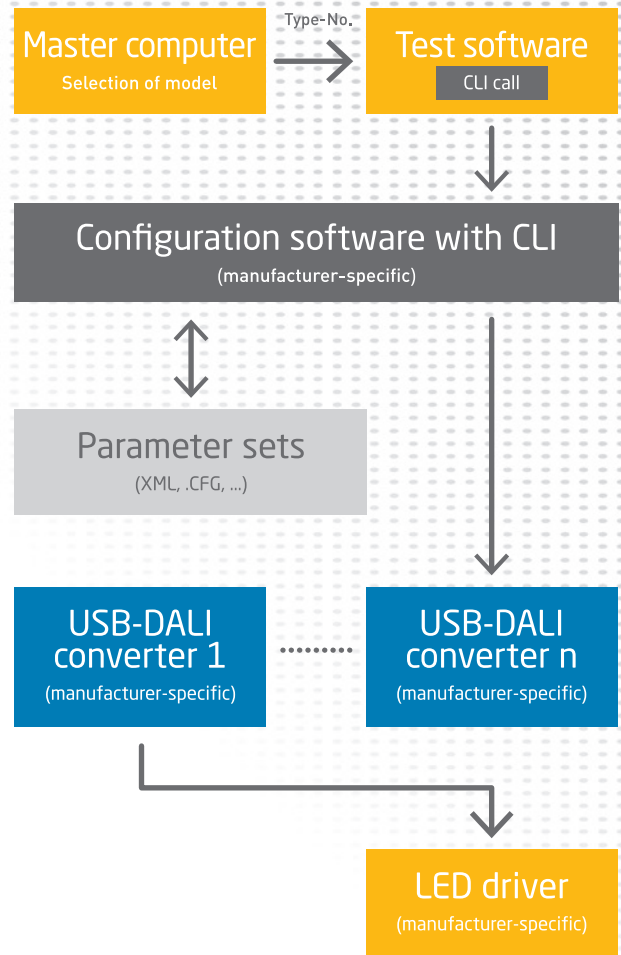 Type-No.
Master computer
Selection of model
Test software
CLI call
Configuration software with CLI
(manufacturer-specific)
Parameter sets
(XML, .CFG, ...)
USB-DALI
converter 1
(manufacturer-specific)
USB-DALI
converter n
(manufacturer-specific)
LED driver
(manufacturer-specific)